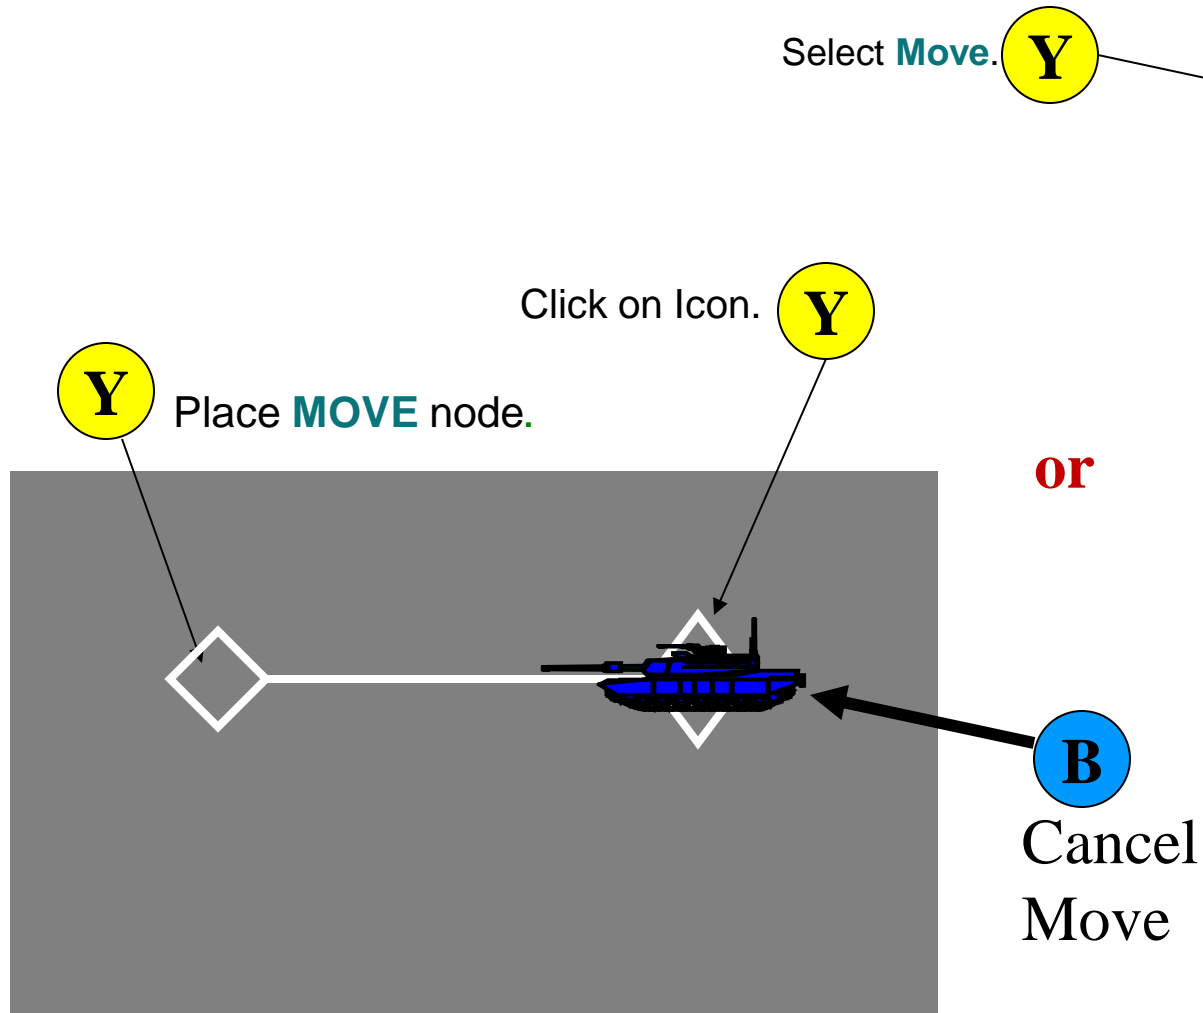 Select Move.
Y
Click on Icon.
Y
Y
Place MOVE node.
or
B
Cancel
Move